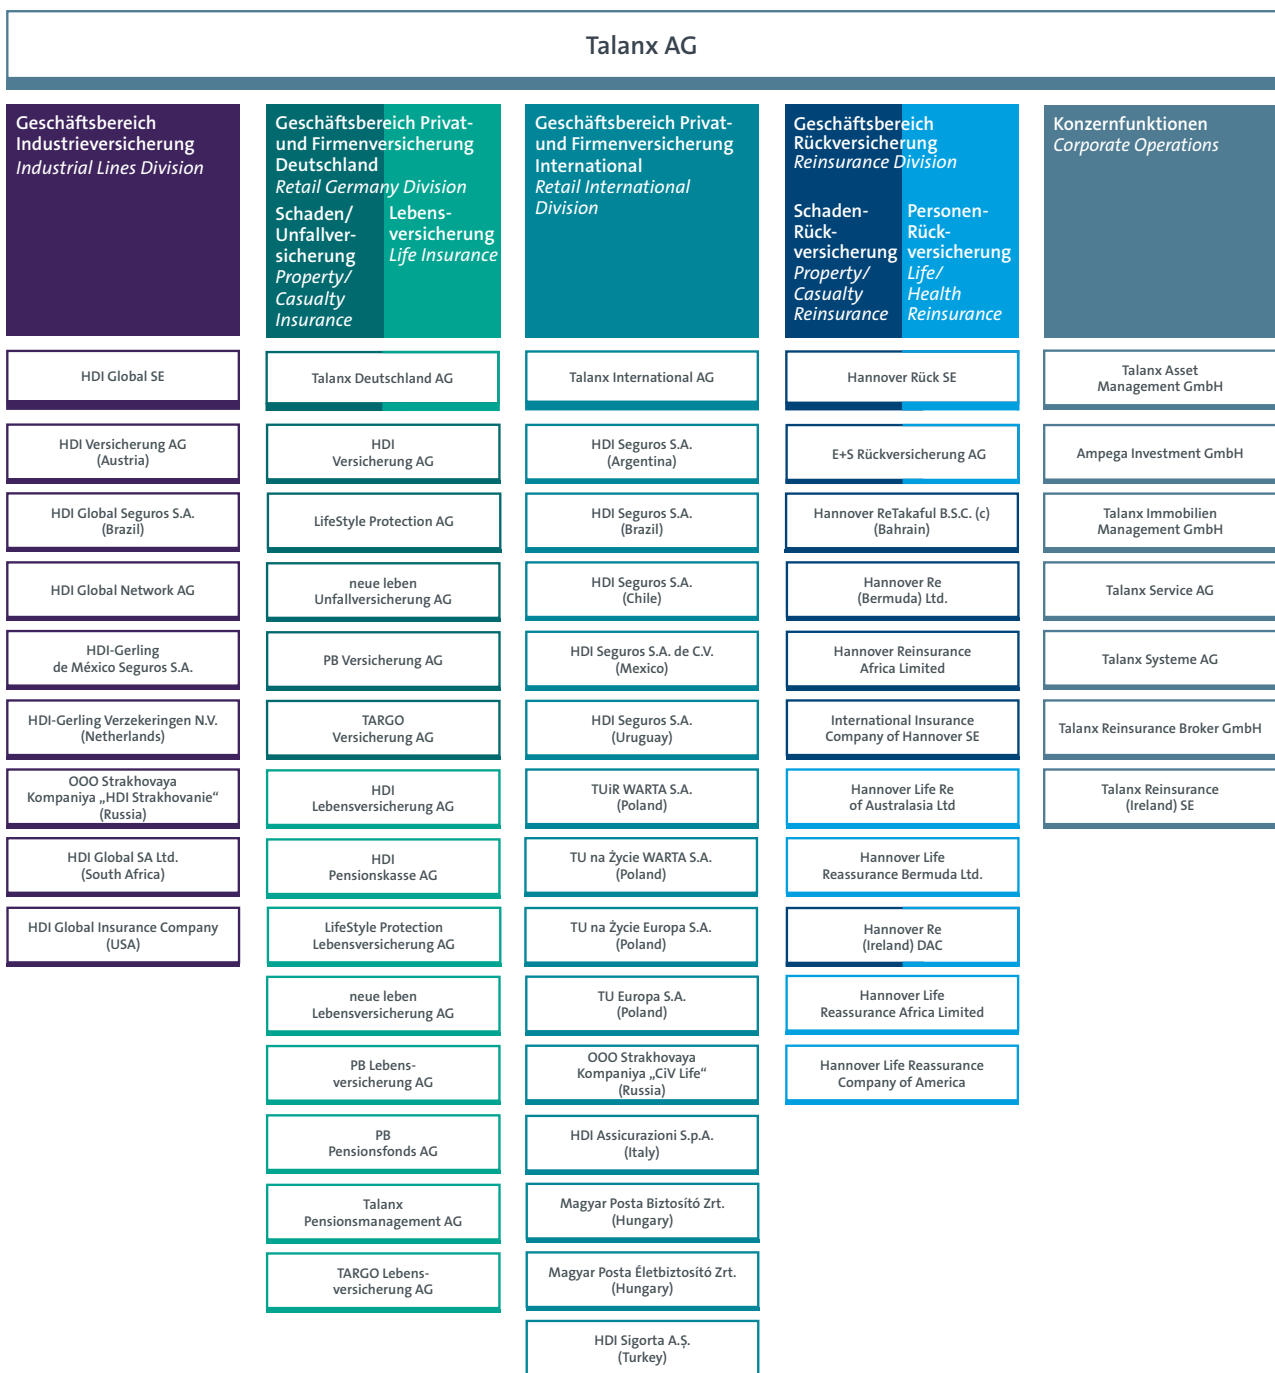 Talanx AG
Geschäftsbereich
Industrieversicherung
Industrial Lines Division
Geschäftsbereich Privat-
und Firmenversicherung
Deutschland
Retail Germany Division
Schaden/
Unfallver-
sicherung
Property/
Casualty
Insurance
Lebens-
versicherung
Life Insurance
Geschäftsbereich Privat-
und Firmenversicherung
International
Retail International
Division
Geschäftsbereich
Rückversicherung
Reinsurance Division
Schaden-
Rück-
versicherung
Property/
Casualty
Reinsurance
Personen-
Rück-
versicherung
Life/
Health
Reinsurance
Konzernfunktionen
Corporate Operations
HDI Global SE
HDI Versicherung AG
(Austria)
HDI Global Seguros S.A.
(Brazil)
HDI Global Network AG
HDI-Gerling
de México Seguros S.A.
HDI-Gerling Verzekeringen N.V.
(Netherlands)
OOO Strakhovaya
Kompaniya „HDI Strakhovanie“
(Russia)
HDI Global SA Ltd.
(South Africa)
HDI Global Insurance Company
(USA)
Talanx Deutschland AG
HDI
Versicherung AG
LifeStyle Protection AG
neue leben
Unfallversicherung AG
PB Versicherung AG
TARGO
Versicherung AG
HDI
Lebensversicherung AG
HDI
Pensionskasse AG
LifeStyle Protection
Lebensversicherung AG
neue leben
Lebensversicherung AG
PB Lebens-
versicherung AG
PB
Pensionsfonds AG
Talanx
Pensionsmanagement AG
TARGO Lebens-
versicherung AG
Talanx International AG
HDI Seguros S.A.
(Argentina)
HDI Seguros S.A.
(Brazil)
HDI Seguros S.A.
(Chile)
HDI Seguros S.A. de C.V.
(Mexico)
HDI Seguros S.A.
(Uruguay)
TUiR WARTA S.A.
(Poland)
TU na Życie WARTA S.A.
(Poland)
TU na Życie Europa S.A.
(Poland)
TU Europa S.A.
(Poland)
OOO Strakhovaya
Kompaniya „CiV Life“
(Russia)
HDI Assicurazioni S.p.A.
(Italy)
Magyar Posta Biztosító Zrt.
(Hungary)
Magyar Posta Életbiztosító Zrt.
(Hungary)
HDI Sigorta A.Ş.
(Turkey)
Hannover Rück SE
E+S Rückversicherung AG
Hannover ReTakaful B.S.C. (c)
(Bahrain)
Hannover Re
(Bermuda) Ltd.
Hannover Reinsurance
Africa Limited
International Insurance
Company of Hannover SE
Hannover Life Re
of Australasia Ltd
Hannover Life
Reassurance Bermuda Ltd.
Hannover Re
(Ireland) DAC
Hannover Life
Reassurance Africa Limited
Hannover Life Reassurance
Company of America
Talanx Asset
Management GmbH
Ampega Investment GmbH
Talanx Immobilien
Management GmbH
Talanx Service AG
Talanx Systeme AG
Talanx Reinsurance Broker GmbH
Talanx Reinsurance
(Ireland) SE